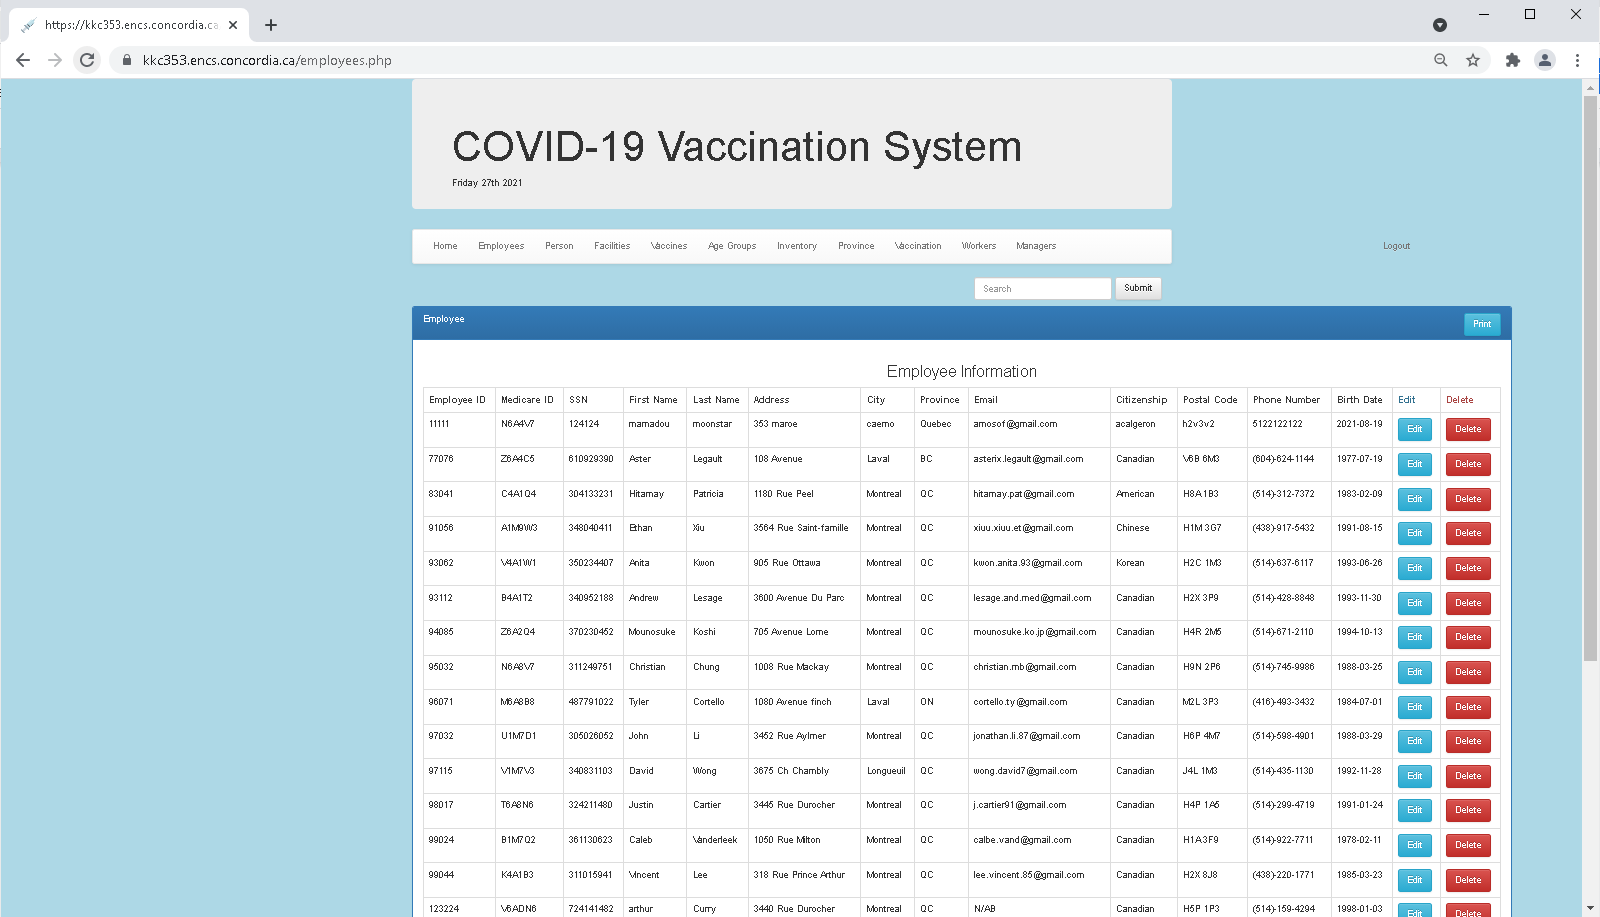 https://kkc353.encs.concordia.ca
kkc353.encs.concordia.ca/employees.php
COVID-19 Vaccination System
Friday 27th 2021
Home Employees Person Facilities Vaccines Age Groups Inventory Province Vaccination Workers Managers Logout
Search Submit
Employee Print
Employee Information
Employee ID Medicare ID SSN First Name Last Name Address City Province Email Citizenship Postal Code Phone Number Birth Date Edit Delete
11111 N6A4V7 124124 mamadou moonstar 353 maroe caemo Quebec amosof@gmail.com acalgeron h2v3v2 5122122122 2021-08-19 Edit Delete
77076 Z6A4C5 610929390 Aster Legault 108 Avenue Laval BC asterix.legault@gmail.com Canadian V6B 6M3 (604)-624-1144 1977-07-19 Edit Delete
83041 C4A1Q4 304133231 Hitamay Patricia 1180 Rue Peel Montreal QC hitamay.pat@gmail.com American H8A 1B3 (514)-312-7372 1983-02-09 Edit Delete
91056 A1M9W3 348040411 Ethan Xiu 3564 Rue Saint-famille Montreal QC xiuu.xiuu.et@gmail.com Chinese H1M 3G7 (438)-917-5432 1991-08-15 Edit Delete
93062 V4A1W1 350234407 Anita Kwon 905 Rue Ottawa Montreal QC kwon.anita.93@gmail.com Korean H2C 1M3 (514)-637-6117 1993-06-26 Edit Delete
93112 B4A1T2 340952188 Andrew Lesage 3600 Avenue Du Parc Montreal QC lesage.and.med@gmail.com Canadian H2X 3P9 (514)-428-8848 1993-11-30 Edit Delete
94085 Z6A2Q4 370230452 Mounosuke Koshi 705 Avenue Lorne Montreal QC mounosuke.ko.jp@gmail.com Canadian H4R 2M5 (514)-671-2110 1994-10-13 Edit Delete
95032 N6A8V7 311249751 Christian Chung 1008 Rue Mackay Montreal QC christian.mb@gmail.com Canadian H9N 2P6 (514)-745-9986 1988-03-25 Edit Delete
96071 M6A8B8 487791022 Tyler Cortello 1080 Avenue finch Laval ON cortello.ty@gmail.com Canadian M2L 3P3 (416)-493-3432 1984-07-01 Edit Delete
97032 U1M7D1 305026052 John Li 3452 Rue Aylmer Montreal QC jonathan.li.87@gmail.com Canadian H6P 4M7 (514)-598-4901 1988-03-29 Edit Delete
97115 V1M7V3 340831103 David Wong 3675 Ch Chambly Longueuil QC wong.david7@gmail.com Canadian J4L 1M3 (514)-435-1130 1992-11-28 Edit Delete
98017 T6A8N6 324211480 Justin Cartier 3445 Rue Durocher Montreal QC j.cartier91@gmail.com Canadian H4P 1A5 (514)-299-4719 1991-01-24 Edit Delete
99024 B1M7Q2 361130623 Caleb Vanderleek 1050 Rue Milton Montreal QC calbe.vand@gmail.com Canadian H1A 3F9 (514)-922-7711 1978-02-11 Edit Delete
99044 K4A1B3 311015941 Vincent Lee 318 Rue Prince Arthur Montreal QC lee.vincent.85@gmail.com Canadian H2X 8J8 (438)-220-1771 1985-03-23 Edit Delete
123224 V6ADN6 724141482 arthur Curry 3440 Rue Durocher Montreal QC N/AB Canadian H5P 1P3 (514)-159-4294 1998-01-03 Edit Delete